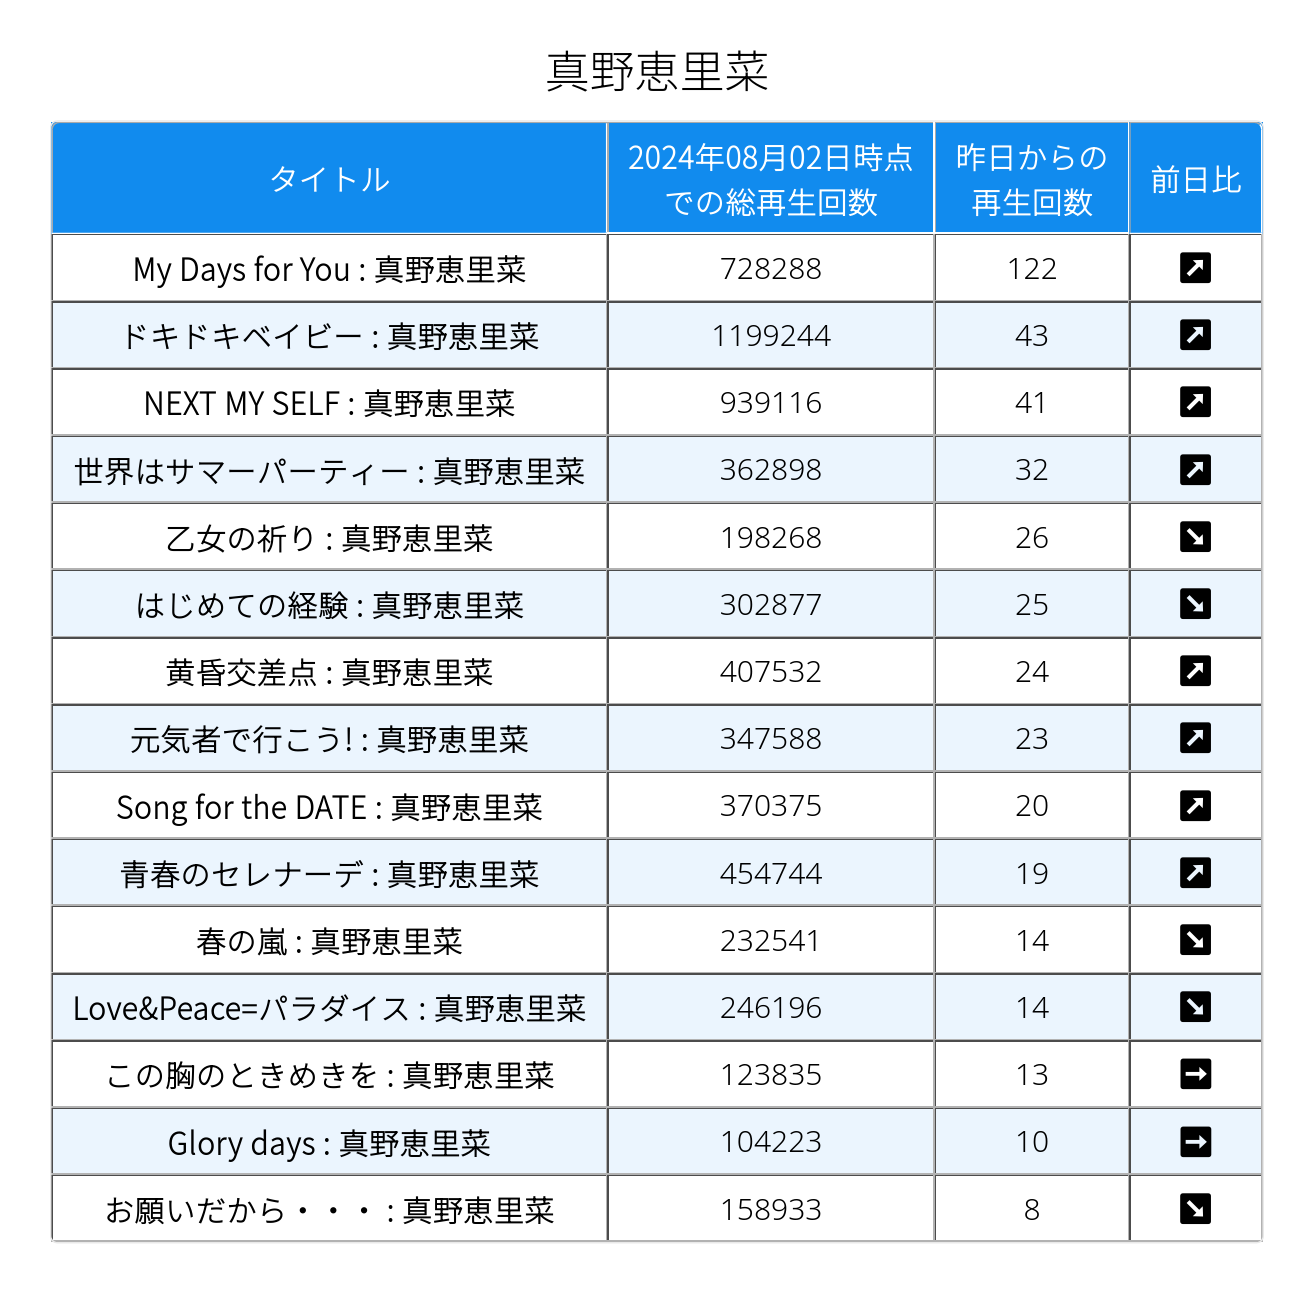 真野恵里菜
タイトル 2024年08月02日時点 昨日からの 前日比
での総再生回数 再生回数
My Days for You : 真野恵里菜 728288 122 ↗
ドキドキベイビー : 真野恵里菜 1199244 43 ↗
NEXT MY SELF : 真野恵里菜 939116 41 ↗
世界はサマーパーティー : 真野恵里菜 362898 32 ↗
乙女の祈り : 真野恵里菜 198268 26 ↘
はじめての経験 : 真野恵里菜 302877 25 ↘
黄昏交差点 : 真野恵里菜 407532 24 ↗
元気者で行こう! : 真野恵里菜 347588 23 ↗
Song for the DATE : 真野恵里菜 370375 20 ↗
青春のセレナーデ : 真野恵里菜 454744 19 ↗
春の嵐 : 真野恵里菜 232541 14 ↘
Love&Peace=パラダイス : 真野恵里菜 246196 14 ↘
この胸のときめきを : 真野恵里菜 123835 13 →
Glory days : 真野恵里菜 104223 10 →
お願いだから・・・ : 真野恵里菜 158933 8 ↘